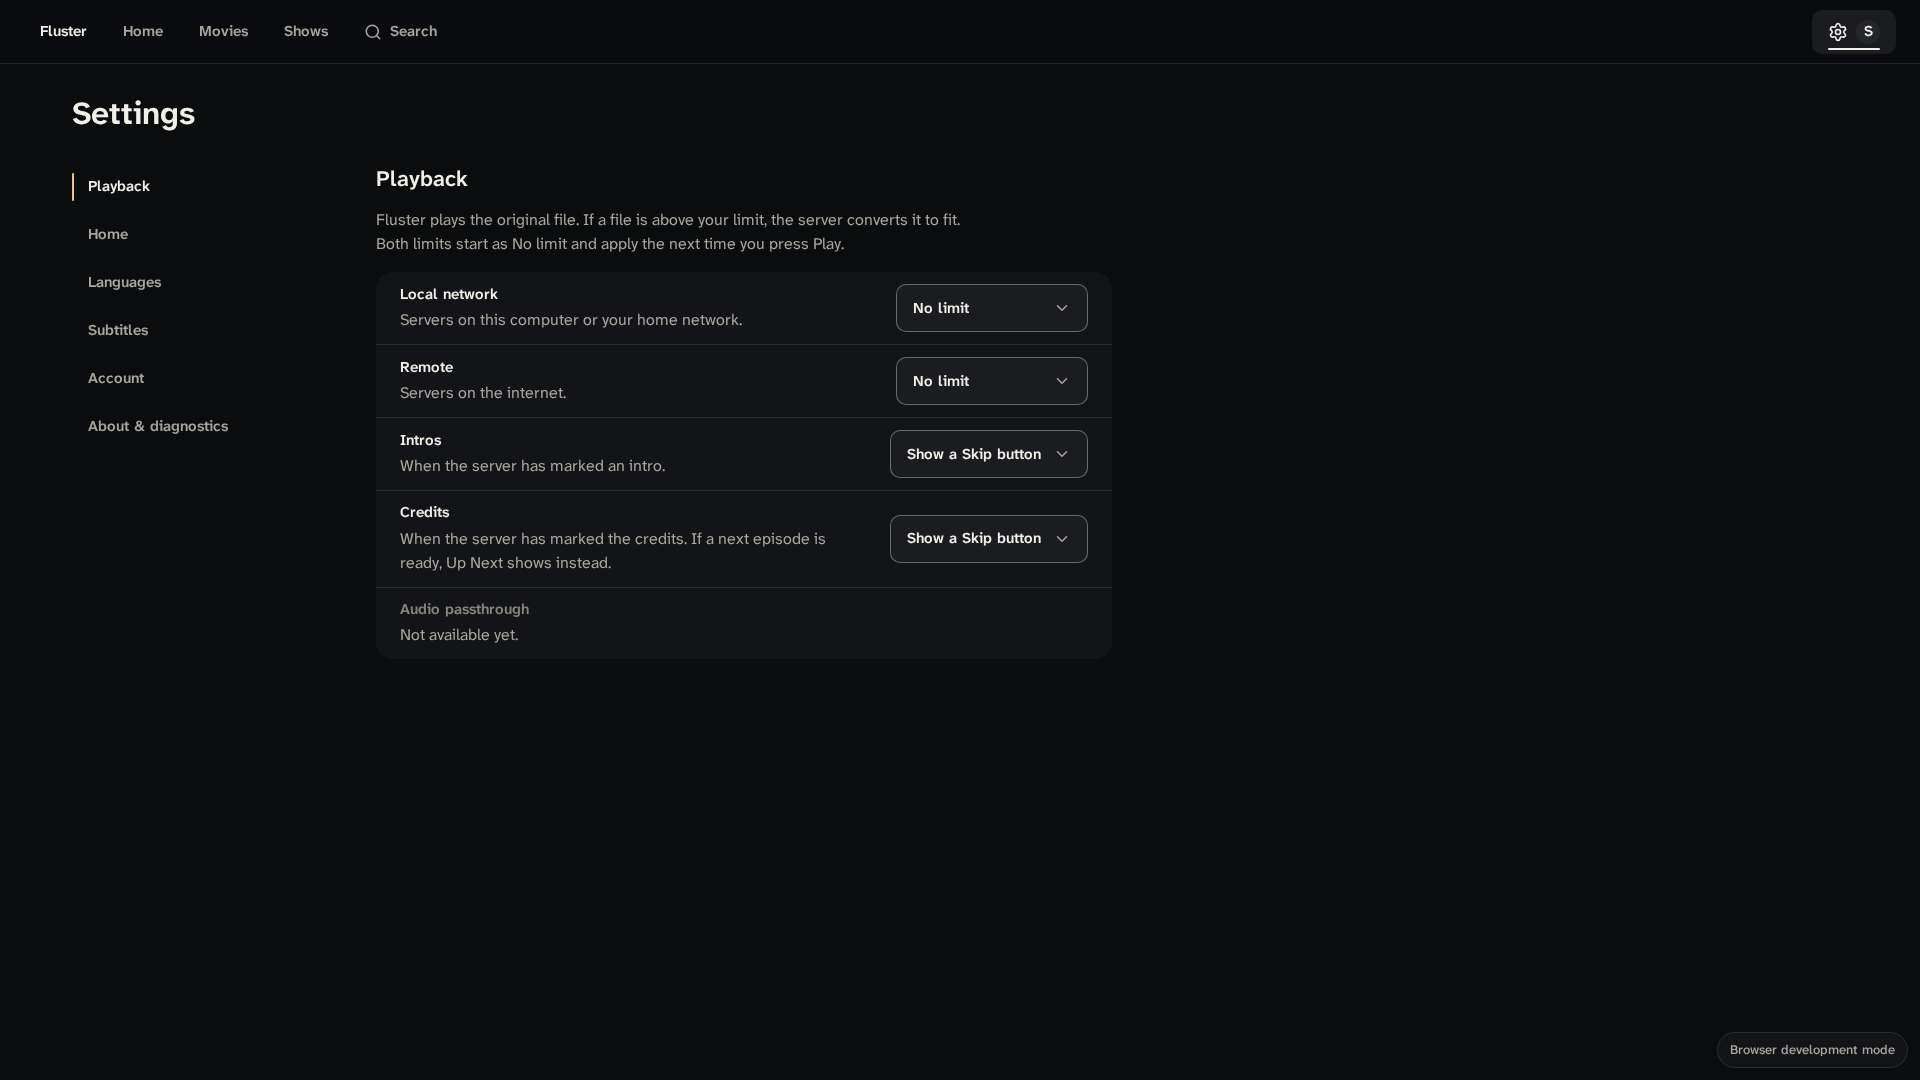 Fluster
Home
Movies
Shows
Search
S
Settings
Playback
Home
Languages
Subtitles
Account
About & diagnostics
Playback
Fluster plays the original file. If a file is above your limit, the server converts it to fit.
Both limits start as No limit and apply the next time you press Play.
Local network
Servers on this computer or your home network.
No limit
Remote
Servers on the internet.
No limit
Intros
When the server has marked an intro.
Show a Skip button
Credits
When the server has marked the credits. If a next episode is
ready, Up Next shows instead.
Show a Skip button
Audio passthrough
Not available yet.
Browser development mode